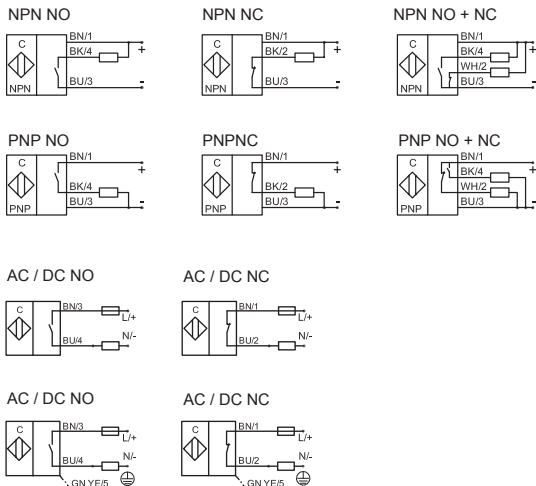 NPN NO
C
NPN
BN/1
BK/4
BU/3
+
-
NPN NC
C
NPN
BN/1
BK/2
BU/3
+
-
NPN NO + NC
C
NPN
BN/1
BK/4
WH/2
BU/3
+
-
PNP NO
C
PNP
BN/1
BK/4
BU/3
+
-
PNPNC
C
PNP
BN/1
BK/2
BU/3
+
-
PNP NO + NC
C
PNP
BN/1
BK/4
WH/2
BU/3
+
-
AC / DC NO
C
BN/3
L/+
BU/4
N/-
AC / DC NC
C
BN/1
L/+
BU/2
N/-
AC / DC NO
C
BN/3
L/+
BU/4
N/-
GN YE/5
AC / DC NC
C
BN/1
L/+
BU/2
N/-
GN YE/5